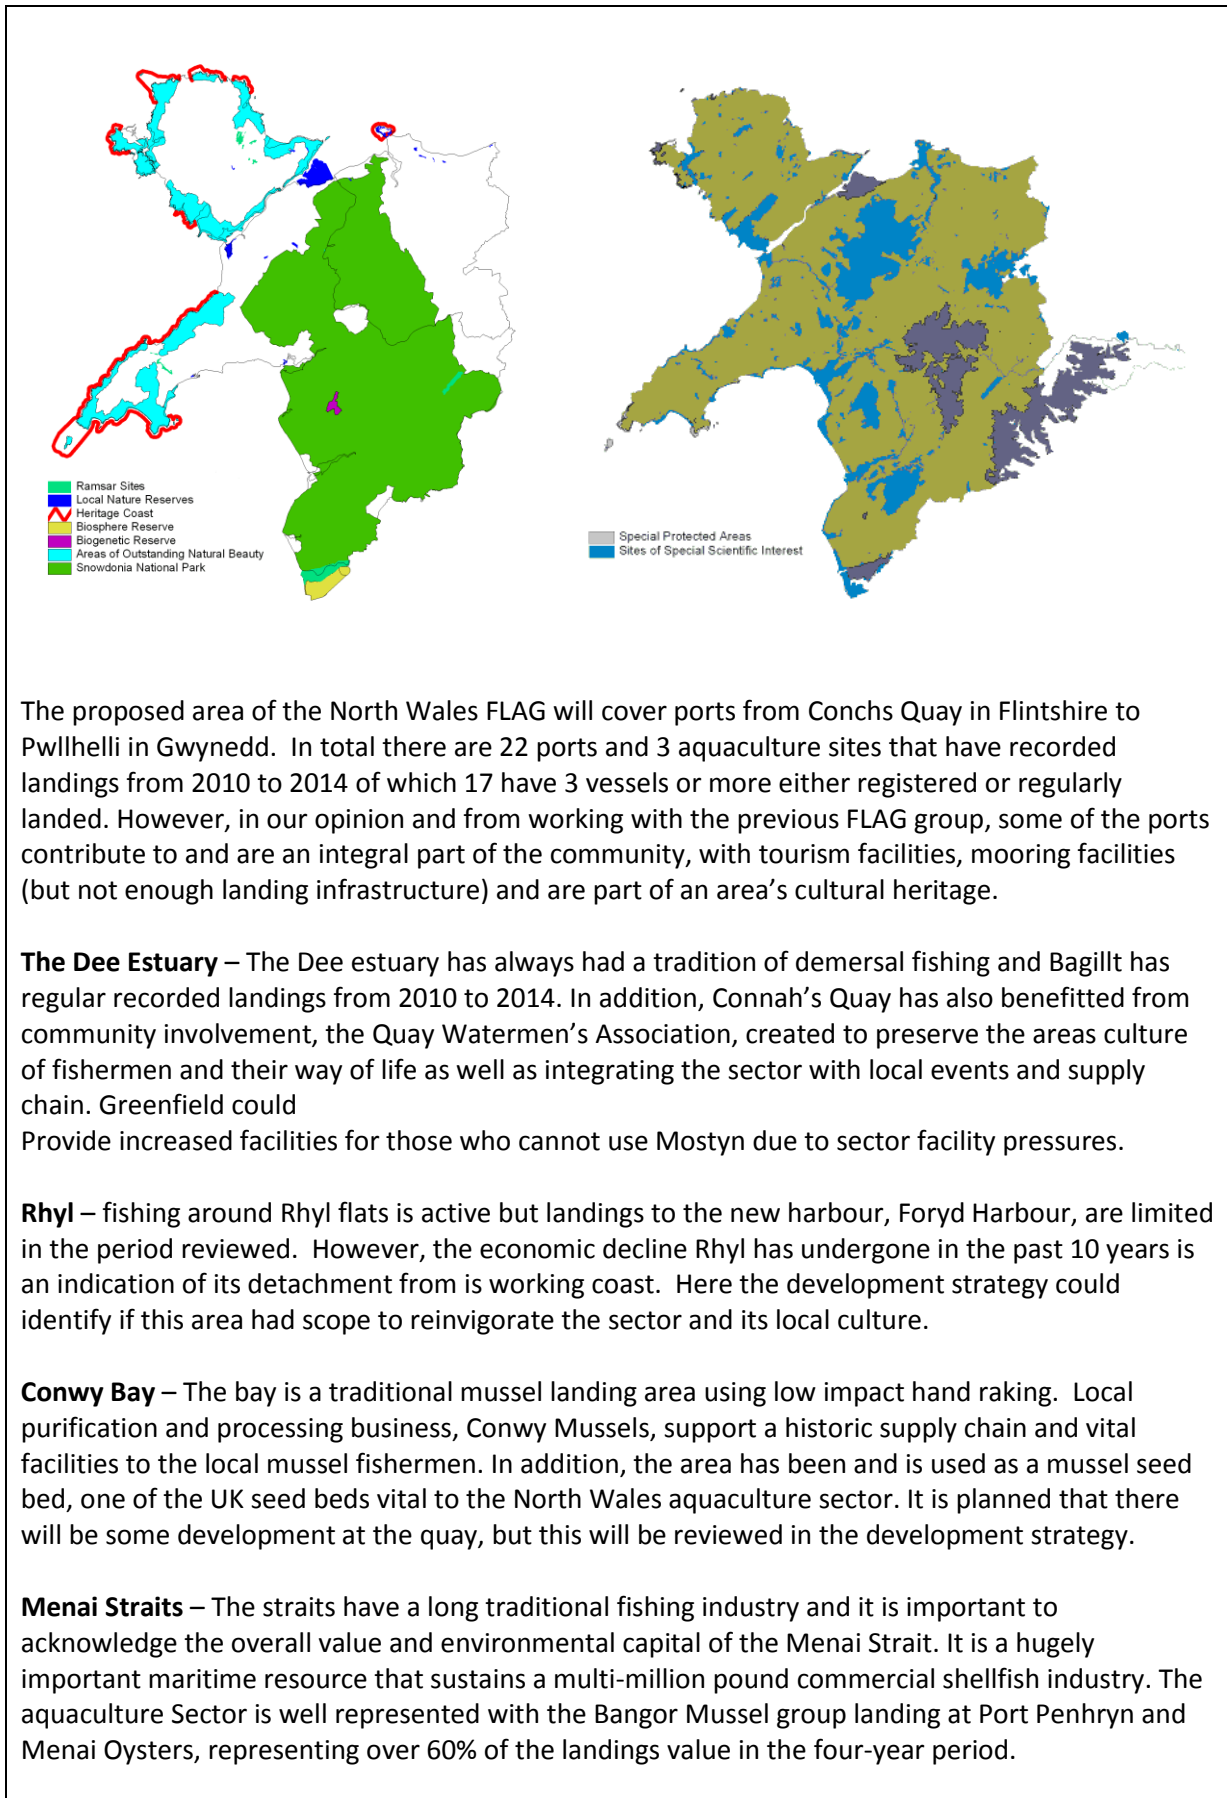 Ramsar Sites
Local Nature Reserves
Heritage Coast
Biosphere Reserve
Biogenetic Reserve
Areas of Outstanding Natural Beauty
Snowdonia National Park
Special Protected Areas
Sites of Special Scientific Interest
The proposed area of the North Wales FLAG will cover ports from Conchs Quay in Flintshire to
Pwllhelli in Gwynedd.  In total there are 22 ports and 3 aquaculture sites that have recorded
landings from 2010 to 2014 of which 17 have 3 vessels or more either registered or regularly
landed. However, in our opinion and from working with the previous FLAG group, some of the ports
contribute to and are an integral part of the community, with tourism facilities, mooring facilities
(but not enough landing infrastructure) and are part of an area’s cultural heritage.
The Dee Estuary – The Dee estuary has always had a tradition of demersal fishing and Bagillt has
regular recorded landings from 2010 to 2014. In addition, Connah’s Quay has also benefitted from
community involvement, the Quay Watermen’s Association, created to preserve the areas culture
of fishermen and their way of life as well as integrating the sector with local events and supply
chain. Greenfield could
Provide increased facilities for those who cannot use Mostyn due to sector facility pressures.
Rhyl – fishing around Rhyl flats is active but landings to the new harbour, Foryd Harbour, are limited
in the period reviewed.  However, the economic decline Rhyl has undergone in the past 10 years is
an indication of its detachment from is working coast.  Here the development strategy could
identify if this area had scope to reinvigorate the sector and its local culture.
Conwy Bay – The bay is a traditional mussel landing area using low impact hand raking.  Local
purification and processing business, Conwy Mussels, support a historic supply chain and vital
facilities to the local mussel fishermen. In addition, the area has been and is used as a mussel seed
bed, one of the UK seed beds vital to the North Wales aquaculture sector. It is planned that there
will be some development at the quay, but this will be reviewed in the development strategy.
Menai Straits – The straits have a long traditional fishing industry and it is important to
acknowledge the overall value and environmental capital of the Menai Strait. It is a hugely
important maritime resource that sustains a multi-million pound commercial shellfish industry. The
aquaculture Sector is well represented with the Bangor Mussel group landing at Port Penhryn and
Menai Oysters, representing over 60% of the landings value in the four-year period.